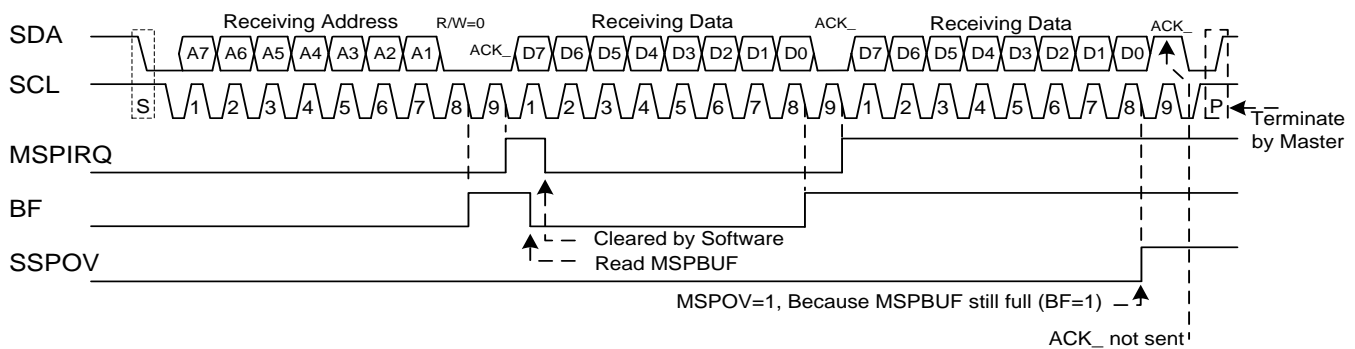 Receiving Address R/W=0 Receiving Data ACK_ Receiving Data ACK_
SDA A7 A6 A5 A4 A3 A2 A1 ACK_ D7 D6 D5 D4 D3 D2 D1 D0 D7 D6 D5 D4 D3 D2 D1 D0
SCL S 1 2 3 4 5 6 7 8 9 1 2 3 4 5 6 7 8 9 1 2 3 4 5 6 7 8 9 P
Terminate
by Master
MSPIRQ
BF
Cleared by Software
Read MSPBUF
SSPOV
MSPOV=1, Because MSPBUF still full (BF=1)
ACK_ not sent